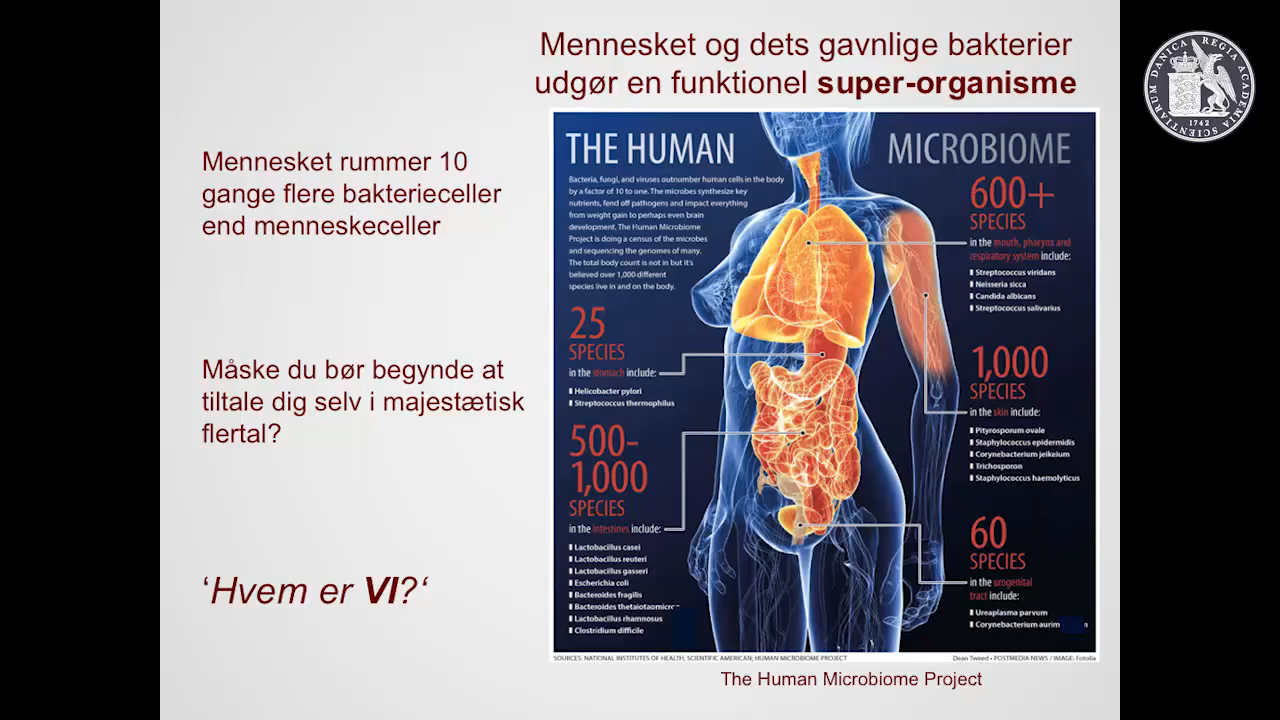 Mennesket og dets gavnlige bakterier
udgør en funktionel super-organisme
Mennesket rummer 10
gange flere bakterieceller
end menneskeceller
Måske du bør begynde at
tiltale dig selv i majestætisk
flertal?
‘Hvem er VI?‘
THE HUMAN MICROBIOME
Bacteria, fungi, and viruses outnumber human cells in the body
by a factor of 10 to one. The microbes synthesize key
nutrients, fend off pathogens and impact everything
from weight gain to perhaps even brain
development. The Human Microbiome
Project is doing a census of the microbes
and sequencing the genomes of many.
The total body count is not in but it's
believed over 1,000 different
species live in and on the body.
25
SPECIES
in the stomach include:
Helicobacter pylori
Streptococcus thermophilus
500-
1,000
SPECIES
in the intestines include:
Lactobacillus casei
Lactobacillus reuteri
Lactobacillus gasseri
Escherichia coli
Bacteroides fragilis
Bacteroides thetaiotaomicr
Lactobacillus rhamnosus
Clostridium difficile
600+
SPECIES
in the mouth, pharynx and
respiratory system include:
Streptococcus viridans
Neisseria sicca
Candida albicans
Streptococcus salivarius
1,000
SPECIES
in the skin include:
Pityrosporum ovale
Staphylococcus epidermidis
Corynebacterium jeikeium
Trichosporon
Staphylococcus haemolyticus
60
SPECIES
in the urogenital
tract include:
Ureaplasma parvum
Corynebacterium aurim n
SOURCES: NATIONAL INSTITUTES OF HEALTH, SCIENTIFIC AMERICAN, HUMAN MICROBIOME PROJECT
Dean Tweed • POSTMEDIA NEWS / IMAGE: Fotolia
The Human Microbiome Project
SCIENTIARUM DANICA REGIA ACADEMIA
1742